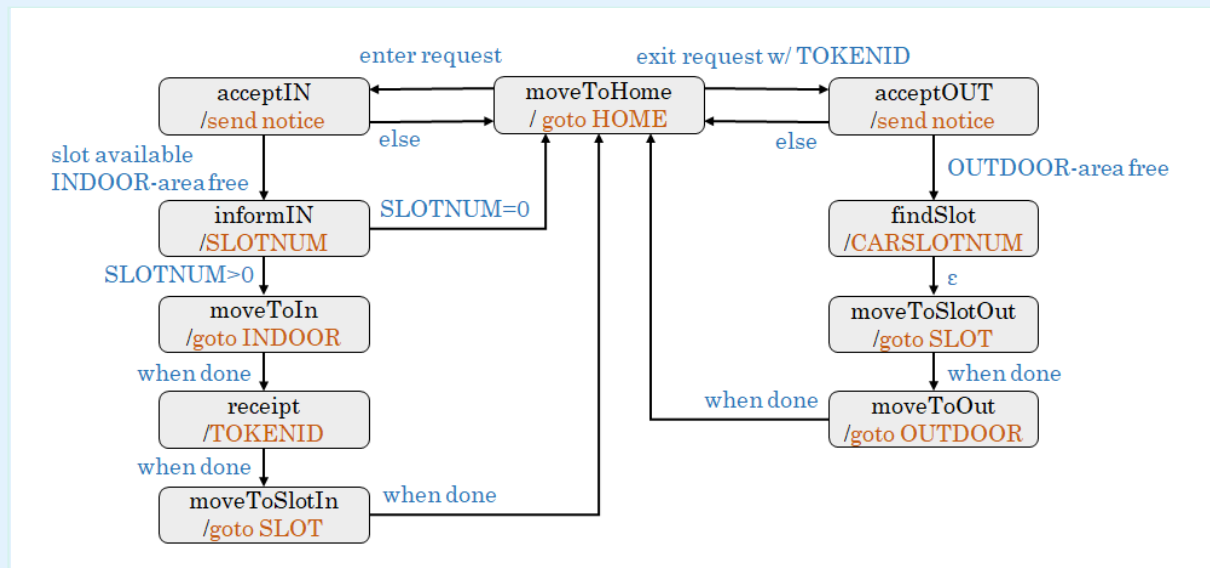 enter request
exit request w/ TOKENID
acceptIN
/send notice
moveToHome
/ goto HOME
acceptOUT
/send notice
else
else
slot available
INDOOR-area free
OUTDOOR-area free
informIN
/SLOTNUM
SLOTNUM=0
findSlot
/CARSLOTNUM
SLOTNUM>0
ε
moveToIn
/goto INDOOR
moveToSlotOut
/goto SLOT
when done
when done
receipt
/TOKENID
when done
moveToOut
/goto OUTDOOR
when done
moveToSlotIn
/goto SLOT
when done